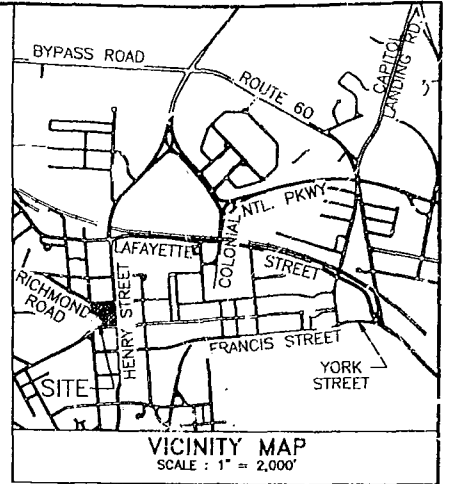 BYPASS ROAD
ROUTE 60
CAPITOL
LANDING RD.
COLONIAL
NTL. PKWY
LAFAYETTE
STREET
RICHMOND
ROAD
HENRY STREET
FRANCIS STREET
SITE
YORK
STREET
VICINITY MAP
SCALE : 1" = 2,000'